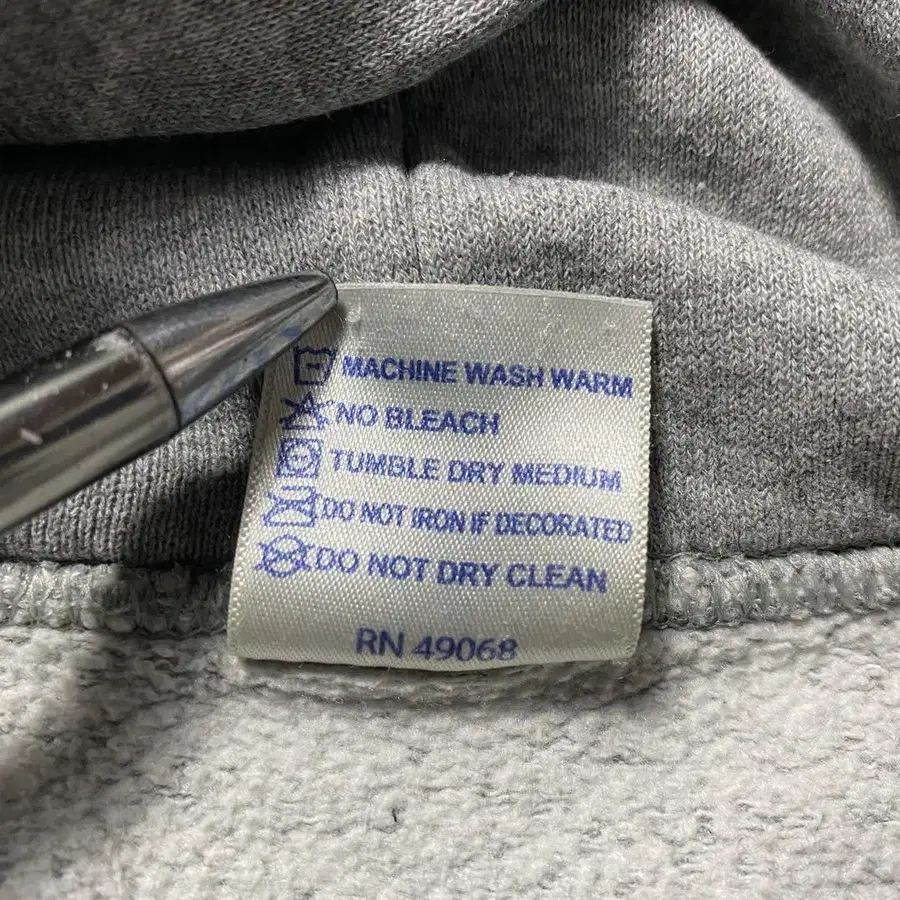 MACHINE WASH WARM
NO BLEACH
TUMBLE DRY MEDIUM
DO NOT IRON IF DECORATED
DO NOT DRY CLEAN
RN 49068